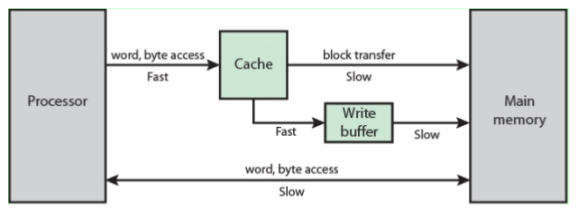 word, byte access
Fast
Cache
block transfer
Slow
Processor
Main
memory
Fast
Write
buffer
Slow
word, byte access
Slow